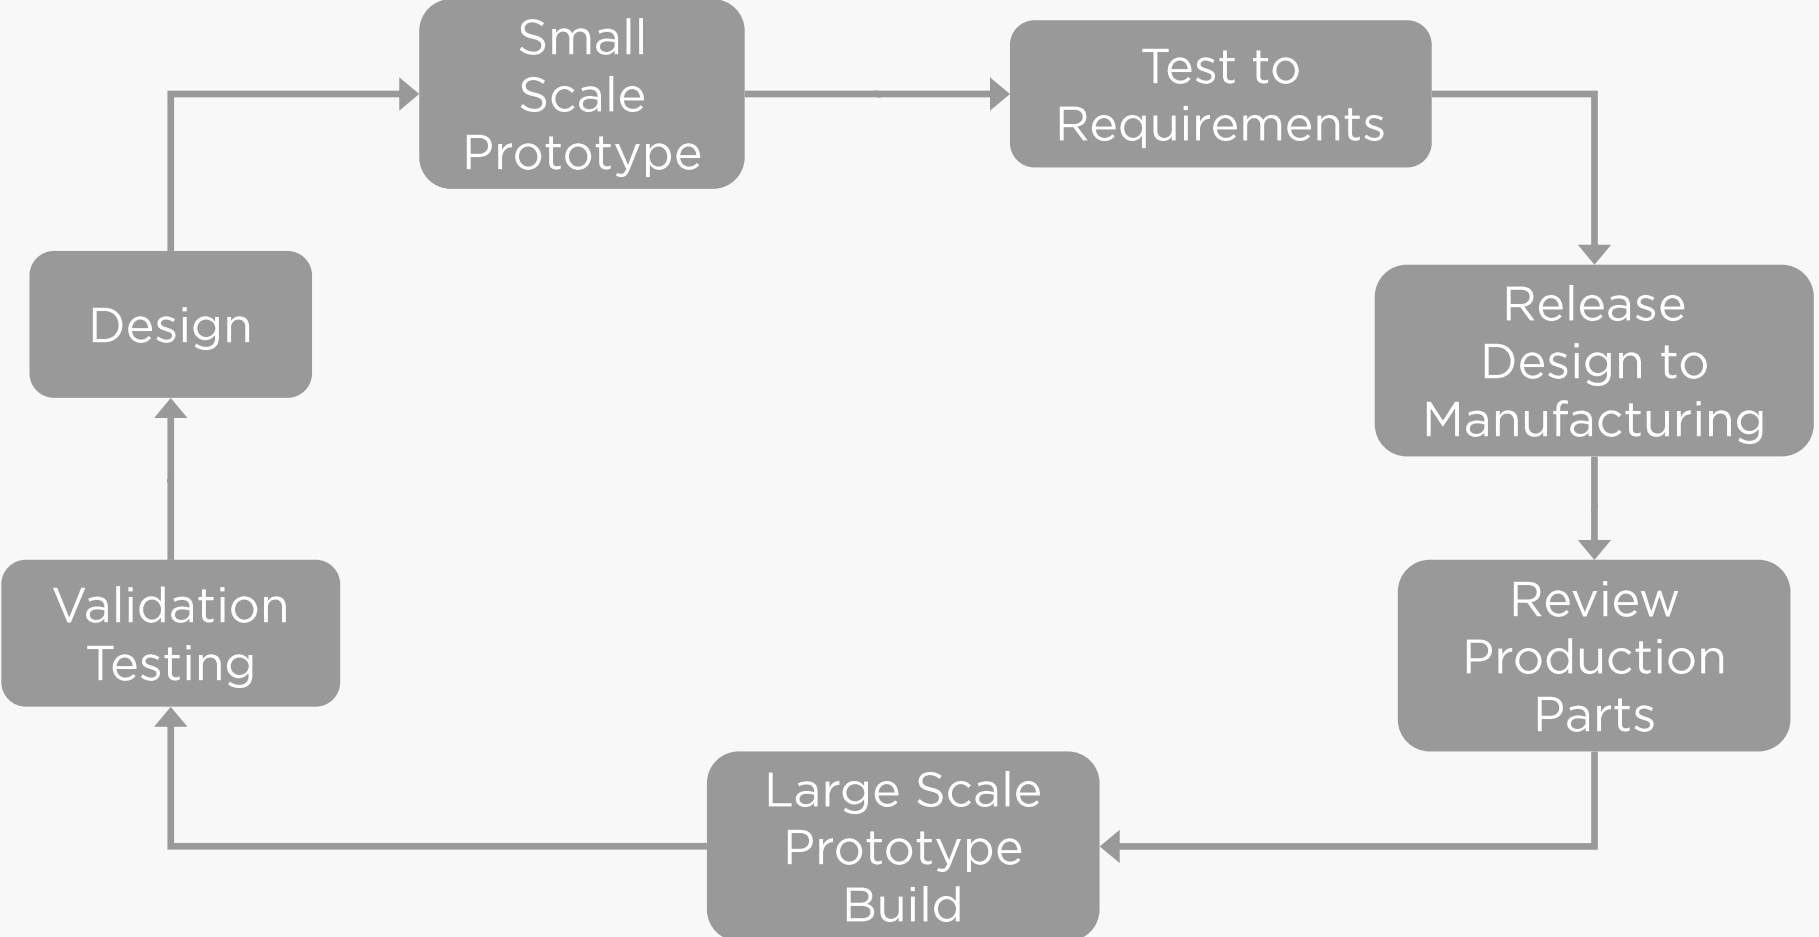 Small
Scale
Prototype
Test to
Requirements
Design
Release
Design to
Manufacturing
Validation
Testing
Review
Production
Parts
Large Scale
Prototype
Build